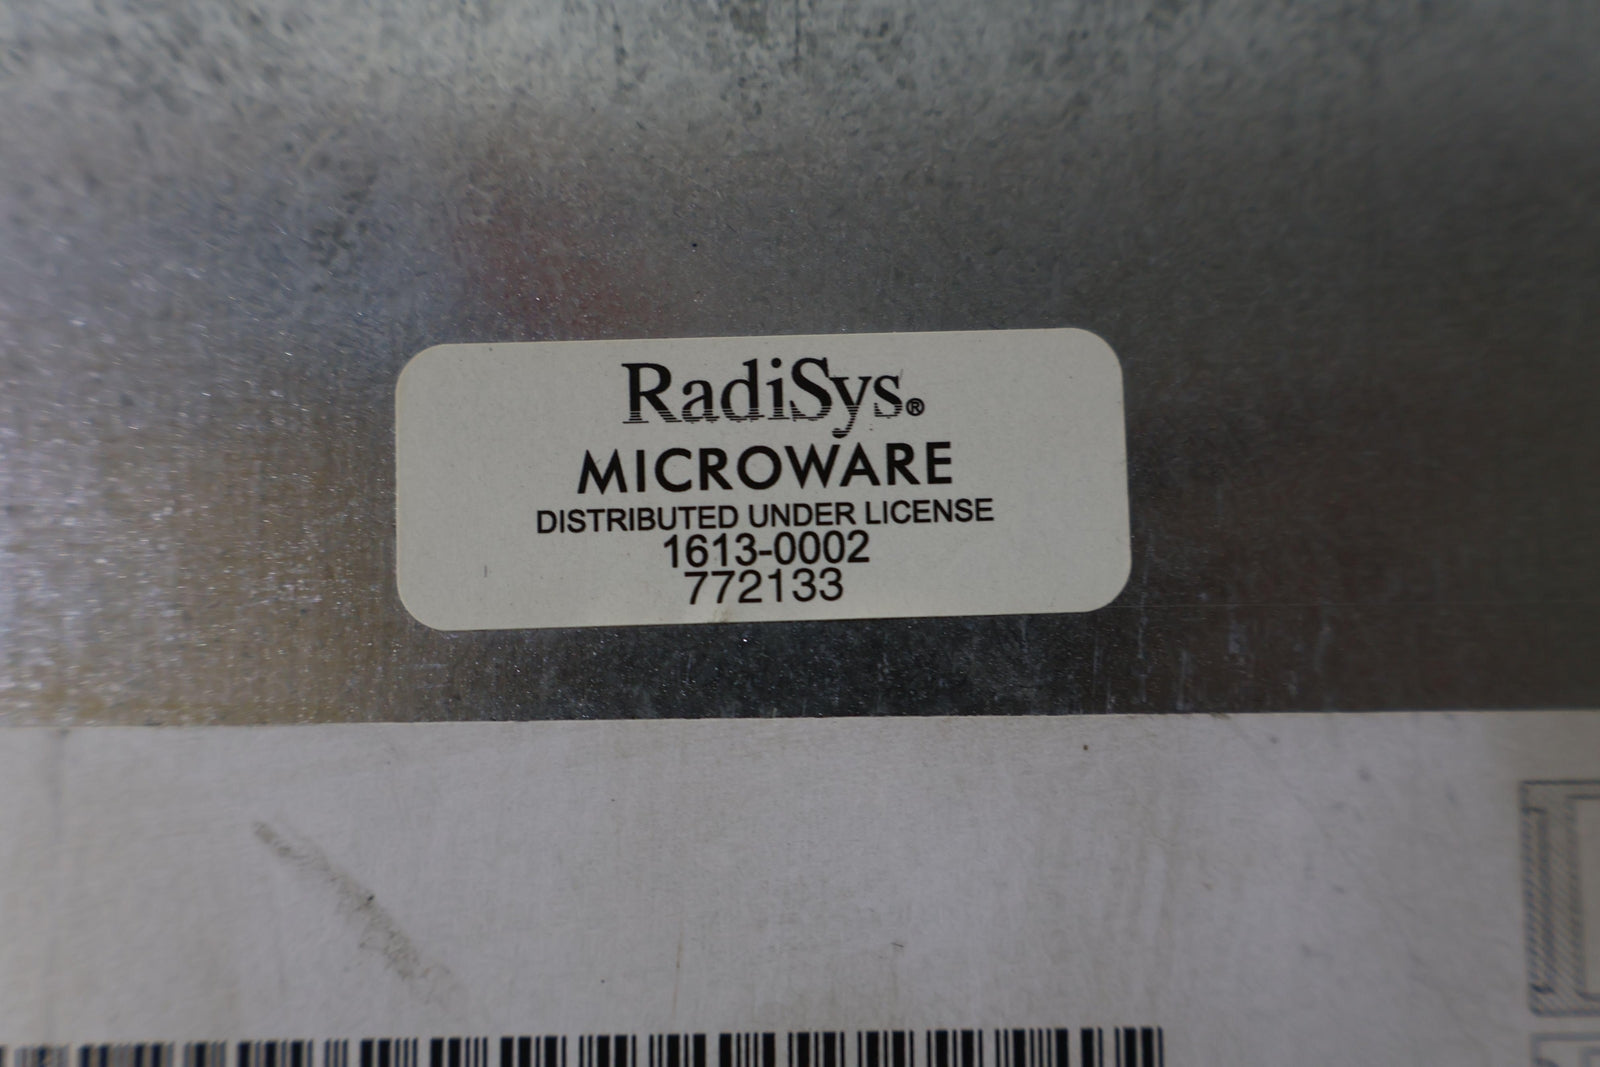 RadiSys®
MICROWARE
DISTRIBUTED UNDER LICENSE
1613-0002
772133